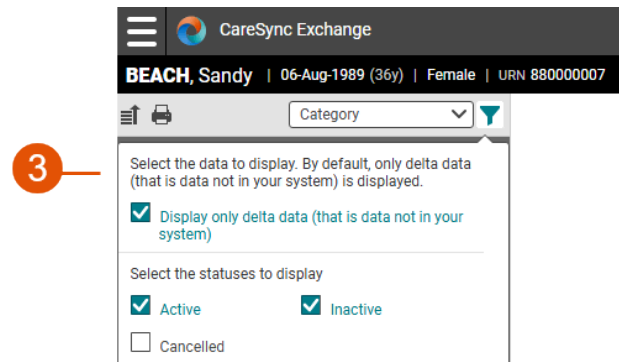 CareSync Exchange
BEACH, Sandy | 06-Aug-1989 (36y) | Female | URN 880000007
Category
3
Select the data to display. By default, only delta data
(that is data not in your system) is displayed.
Display only delta data (that is data not in your
system)
Select the statuses to display
Active Inactive
Cancelled